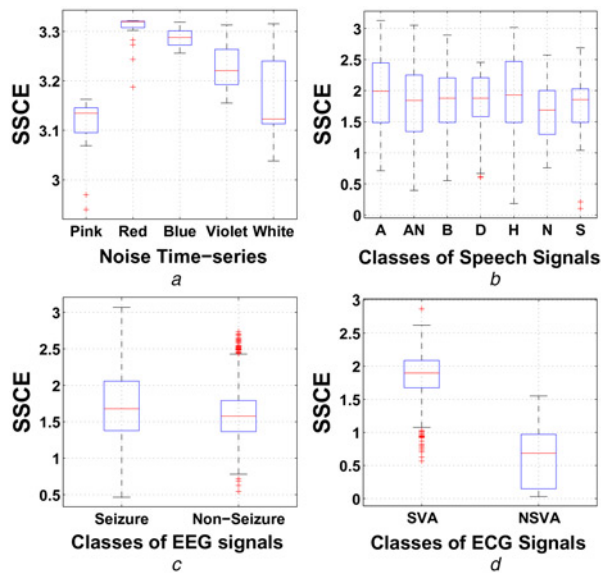 SSCE
3.3
3.2
3.1
3
Pink Red Blue Violet White
Noise Time-series
a
SSCE
3
2.5
2
1.5
1
0.5
0
A AN B D H N S
Classes of Speech Signals
b
SSCE
3
2.5
2
1.5
1
0.5
Seizure Non-Seizure
Classes of EEG signals
c
SSCE
3
2.5
2
1.5
1
0.5
0
SVA NSVA
Classes of ECG Signals
d